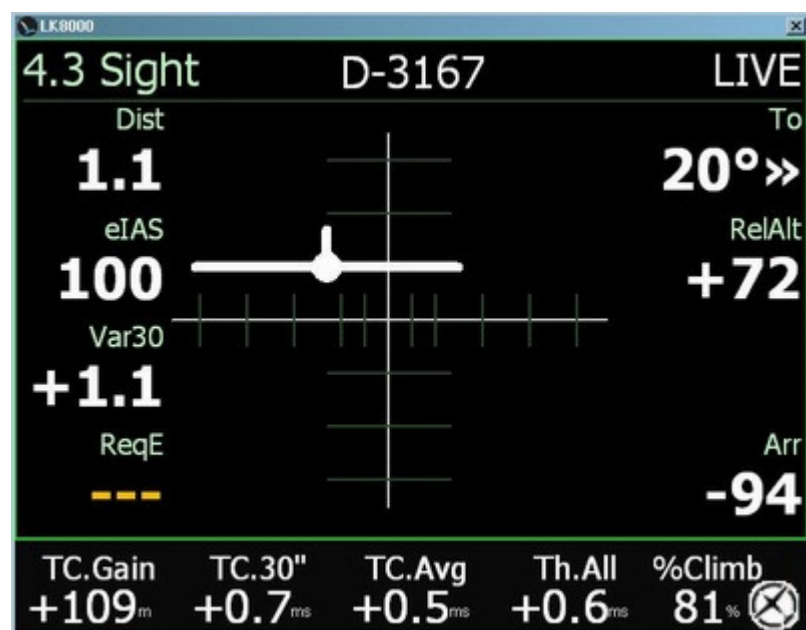 LK8000
4.3 Sight D-3167 LIVE
Dist To
1.1 20°»
eIAS RelAlt
100 +72
Var30
+1.1
ReqE Arr
--- -94
TC.Gain TC.30" TC.Avg Th.All %Climb
+109m +0.7ms +0.5ms +0.6ms 81%